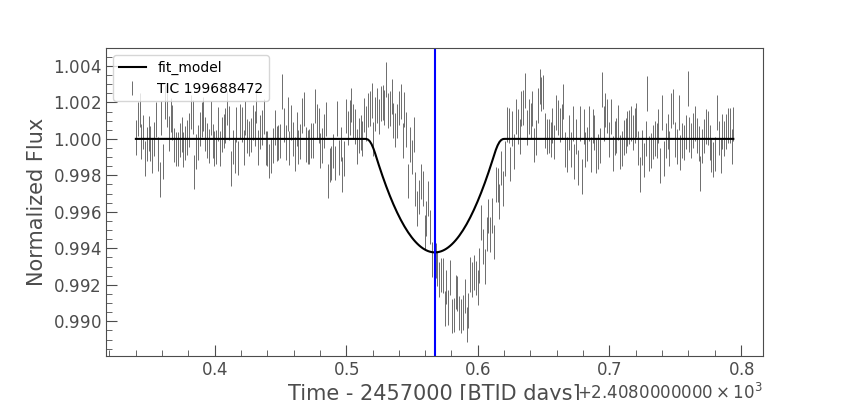 fit_model
TIC 199688472
1.004
1.002
1.000
0.998
0.996
0.994
0.992
0.990
Normalized Flux
0.4 0.5 0.6 0.7 0.8
Time - 2457000 [BTJD days]
+2.4080000000 × 10³